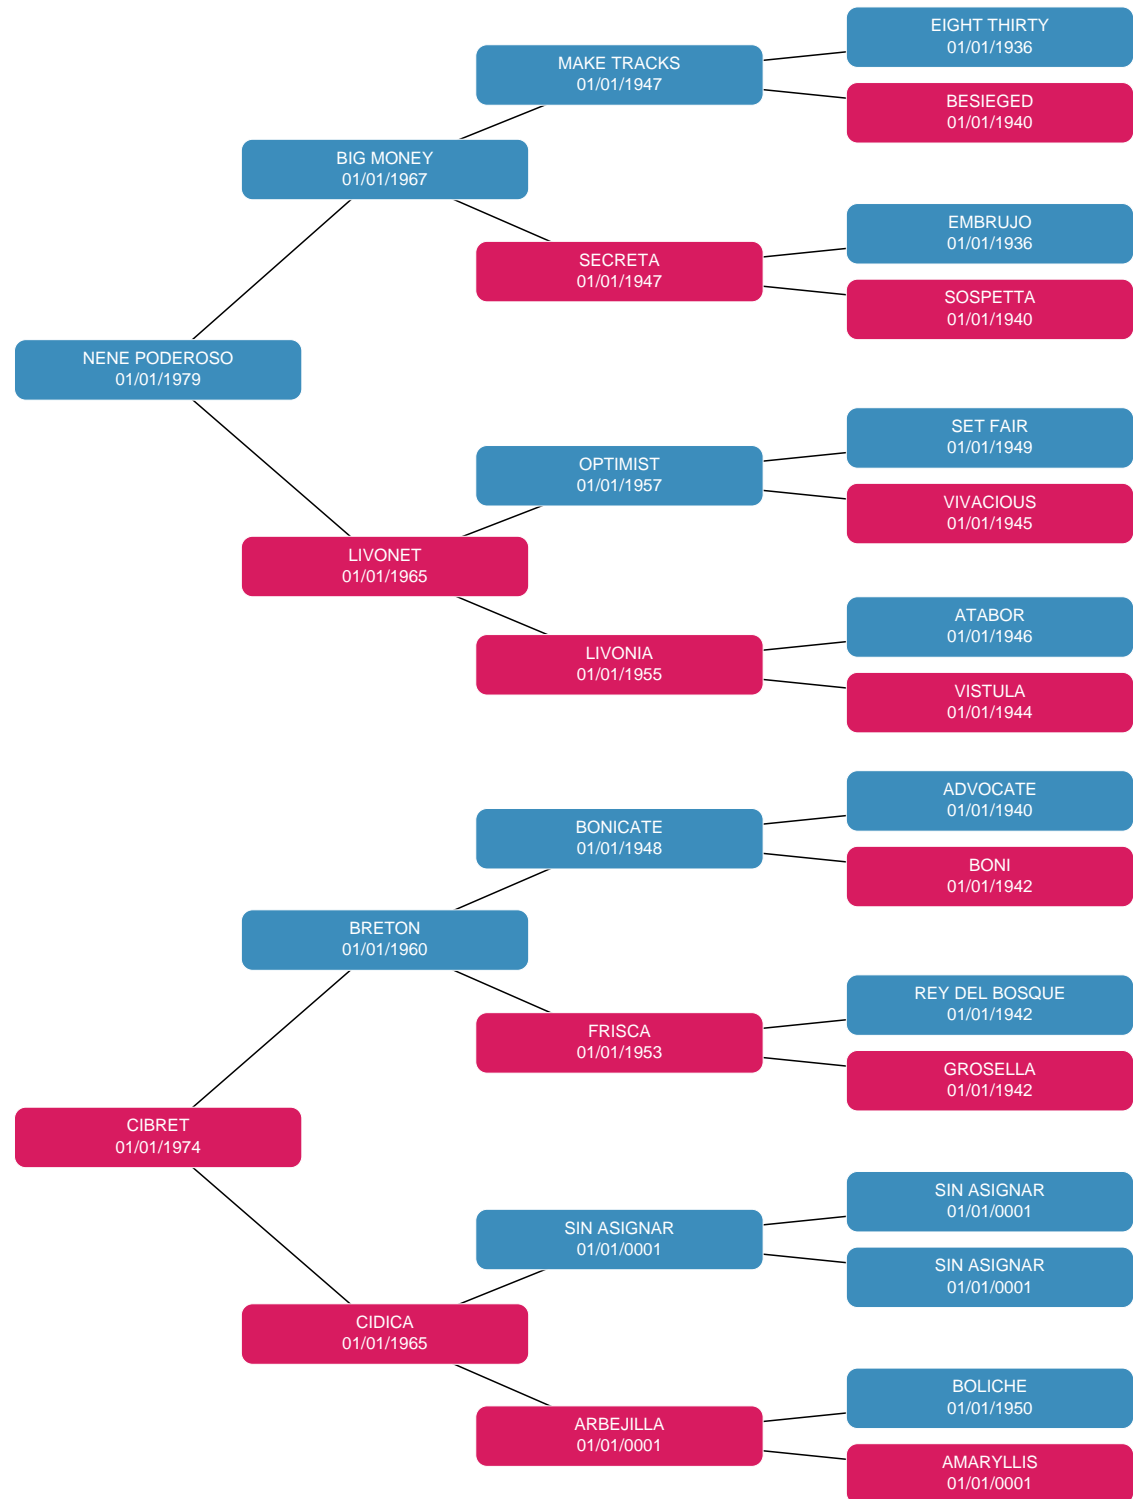 EIGHT THIRTY
01/01/1936
MAKE TRACKS
01/01/1947
BESIEGED
01/01/1940
BIG MONEY
01/01/1967
EMBRUJO
01/01/1936
SECRETA
01/01/1947
SOSPETTA
01/01/1940
NENE PODEROSO
01/01/1979
SET FAIR
01/01/1949
OPTIMIST
01/01/1957
VIVACIOUS
01/01/1945
LIVONET
01/01/1965
ATABOR
01/01/1946
LIVONIA
01/01/1955
VISTULA
01/01/1944
ADVOCATE
01/01/1940
BONICATE
01/01/1948
BONI
01/01/1942
BRETON
01/01/1960
REY DEL BOSQUE
01/01/1942
FRISCA
01/01/1953
GROSELLA
01/01/1942
CIBRET
01/01/1974
SIN ASIGNAR
01/01/0001
SIN ASIGNAR
01/01/0001
SIN ASIGNAR
01/01/0001
CIDICA
01/01/1965
BOLICHE
01/01/1950
ARBEJILLA
01/01/0001
AMARYLLIS
01/01/0001